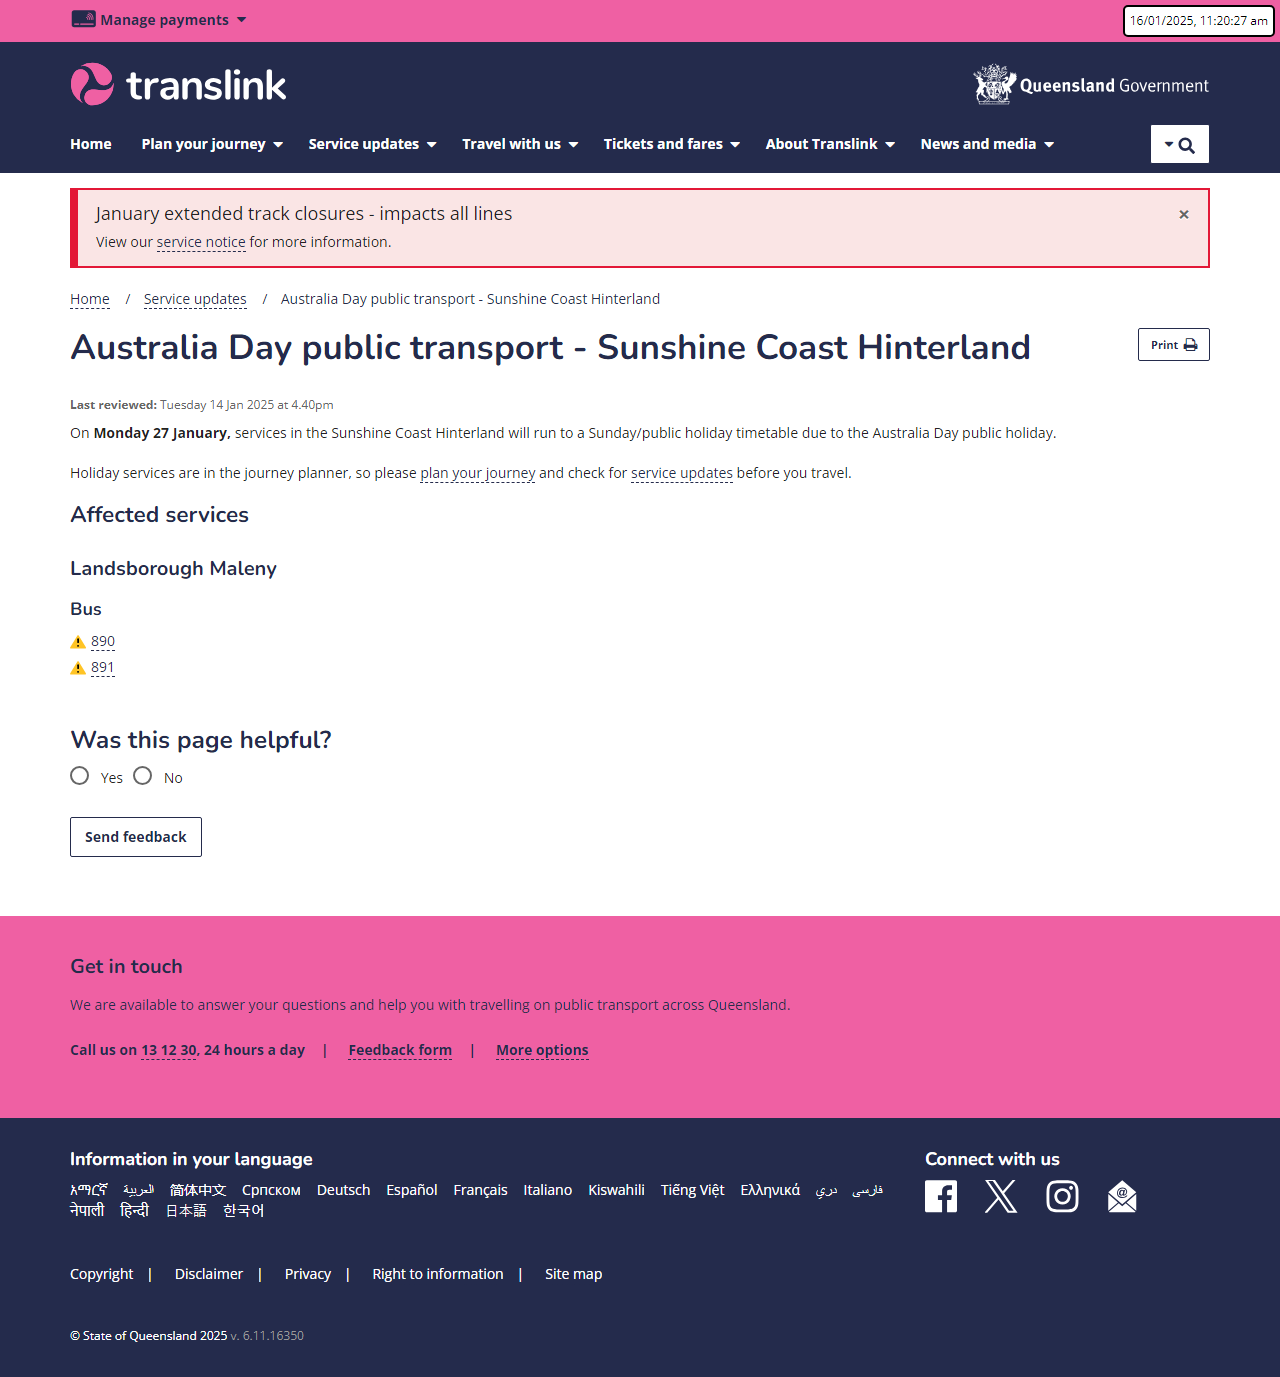 Manage payments
16/01/2025, 11:20:27 am
translink
Queensland Government
Home Plan your journey Service updates Travel with us Tickets and fares About Translink News and media
January extended track closures - impacts all lines
×
View our service notice for more information.
Home / Service updates / Australia Day public transport - Sunshine Coast Hinterland
Australia Day public transport - Sunshine Coast Hinterland
Print
Last reviewed: Tuesday 14 Jan 2025 at 4.40pm
On Monday 27 January, services in the Sunshine Coast Hinterland will run to a Sunday/public holiday timetable due to the Australia Day public holiday.
Holiday services are in the journey planner, so please plan your journey and check for service updates before you travel.
Affected services
Landsborough Maleny
Bus
890
891
Was this page helpful?
Yes No
Send feedback
Get in touch
We are available to answer your questions and help you with travelling on public transport across Queensland.
Call us on 13 12 30, 24 hours a day | Feedback form | More options
Information in your language
Connect with us
አማርኛ العربية 简体中文 Српском Deutsch Español Français Italiano Kiswahili Tiếng Việt Ελληνικά دري فارسی
नेपाली हिन्दी 日本語 한국어
Copyright | Disclaimer | Privacy | Right to information | Site map
© State of Queensland 2025 v. 6.11.16350